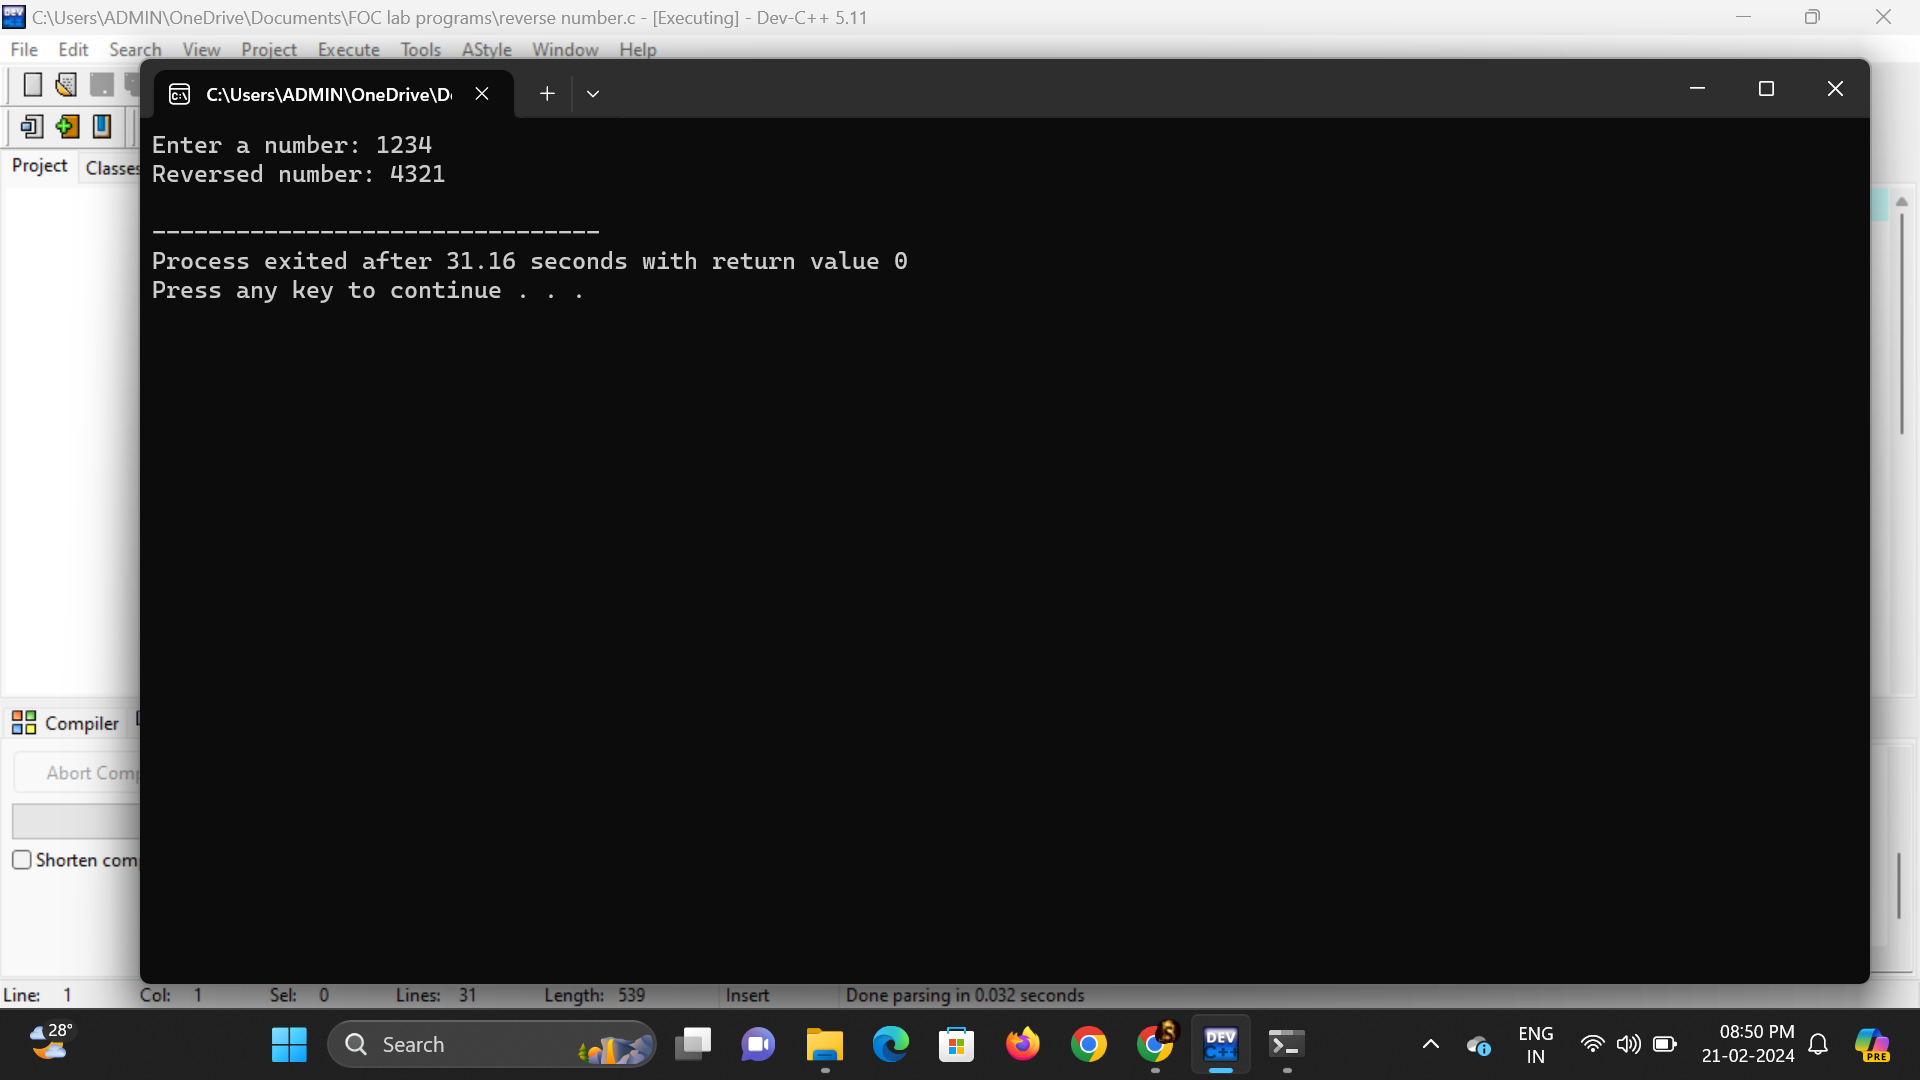 C:\Users\ADMIN\OneDrive\Documents\FOC lab programs\reverse number.c - [Executing] - Dev-C++ 5.11
File Edit Search View Project Execute Tools AStyle Window Help
C:\Users\ADMIN\OneDrive\D
Project Classes
Enter a number: 1234
Reversed number: 4321
--------------------------------
Process exited after 31.16 seconds with return value 0
Press any key to continue . . .
Compiler
Abort Comp
Shorten com
Line: 1 Col: 1 Sel: 0 Lines: 31 Length: 539 Insert Done parsing in 0.032 seconds
28°
Search
DEV
C++
ENG
IN
08:50 PM
21-02-2024
PRE